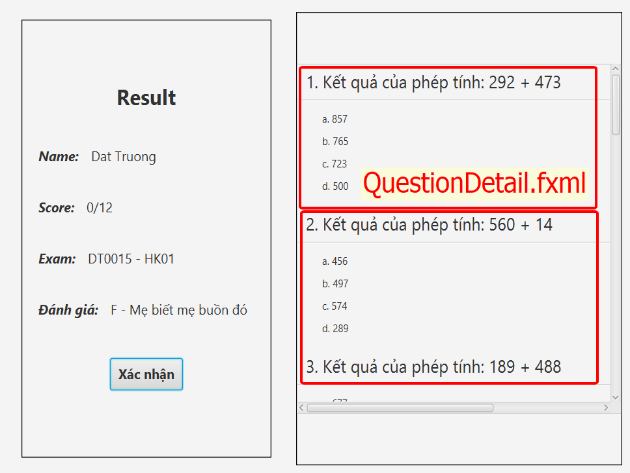 Result
Name: Dat Truong
Score: 0/12
Exam: DT0015 - HK01
Đánh giá: F - Mẹ biết mẹ buồn đó
Xác nhận
1. Kết quả của phép tính: 292 + 473
a. 857
b. 765
c. 723
d. 500
QuestionDetail.fxml
2. Kết quả của phép tính: 560 + 14
a. 456
b. 497
c. 574
d. 289
3. Kết quả của phép tính: 189 + 488